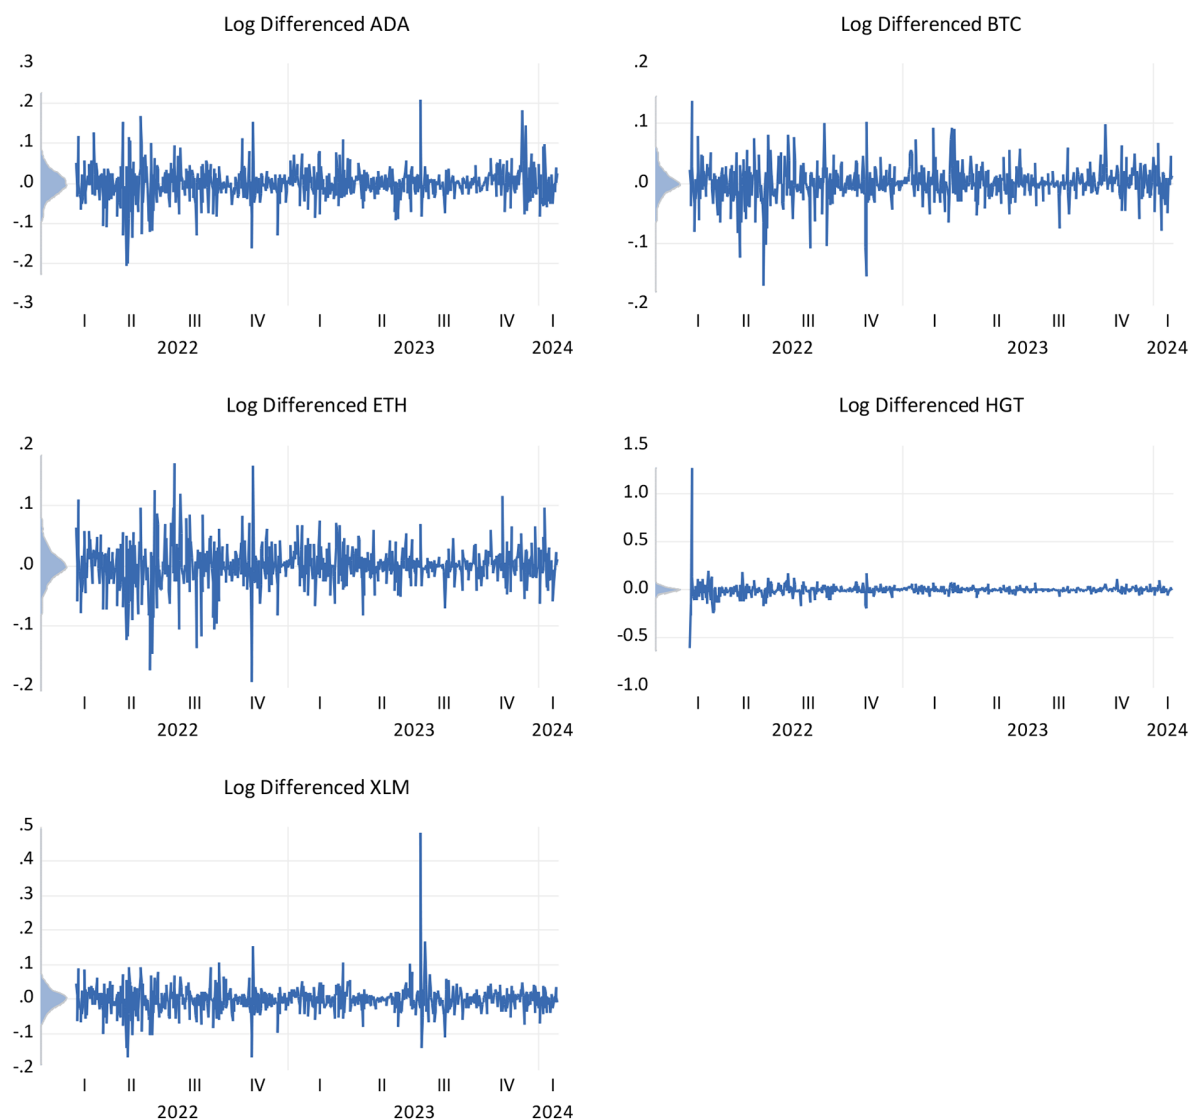 Log Differenced ADA
.3
.2
.1
.0
-.1
-.2
-.3
I II III IV I II III IV I
2022 2023 2024
Log Differenced BTC
.2
.1
.0
-.1
-.2
I II III IV I II III IV I
2022 2023 2024
Log Differenced ETH
.2
.1
.0
-.1
-.2
I II III IV I II III IV I
2022 2023 2024
Log Differenced HGT
1.5
1.0
0.5
0.0
-0.5
-1.0
I II III IV I II III IV I
2022 2023 2024
Log Differenced XLM
.5
.4
.3
.2
.1
.0
-.1
-.2
I II III IV I II III IV I
2022 2023 2024